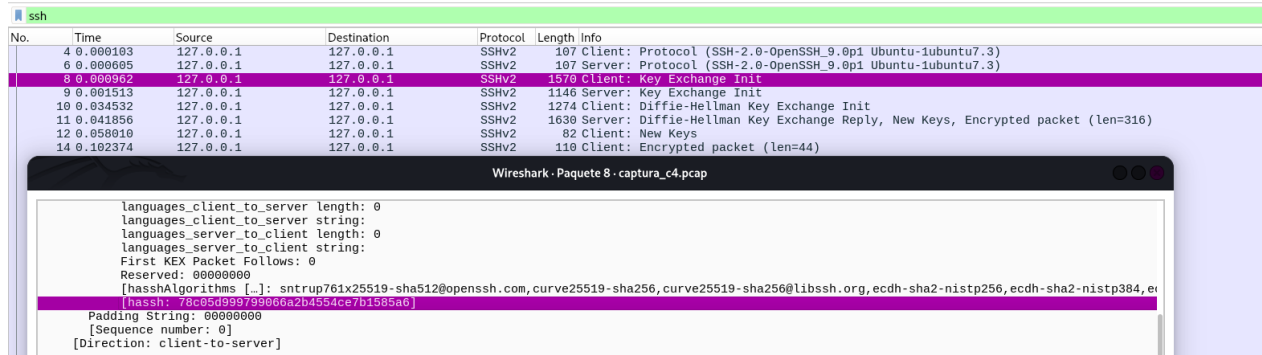 ssh
No. Time Source Destination Protocol Length Info
4 0.000103 127.0.0.1 127.0.0.1 SSHv2 107 Client: Protocol (SSH-2.0-OpenSSH_9.0p1 Ubuntu-1ubuntu7.3)
6 0.000605 127.0.0.1 127.0.0.1 SSHv2 107 Server: Protocol (SSH-2.0-OpenSSH_9.0p1 Ubuntu-1ubuntu7.3)
8 0.000962 127.0.0.1 127.0.0.1 SSHv2 1570 Client: Key Exchange Init
9 0.001513 127.0.0.1 127.0.0.1 SSHv2 1146 Server: Key Exchange Init
10 0.034532 127.0.0.1 127.0.0.1 SSHv2 1274 Client: Diffie-Hellman Key Exchange Init
11 0.041856 127.0.0.1 127.0.0.1 SSHv2 1630 Server: Diffie-Hellman Key Exchange Reply, New Keys, Encrypted packet (len=316)
12 0.058010 127.0.0.1 127.0.0.1 SSHv2 82 Client: New Keys
14 0.102374 127.0.0.1 127.0.0.1 SSHv2 110 Client: Encrypted packet (len=44)
Wireshark · Paquete 8 · captura_c4.pcap
languages_client_to_server length: 0
languages_client_to_server string:
languages_server_to_client length: 0
languages_server_to_client string:
First KEX Packet Follows: 0
Reserved: 00000000
[hasshAlgorithms […]: sntrup761x25519-sha512@openssh.com,curve25519-sha256,curve25519-sha256@libssh.org,ecdh-sha2-nistp256,ecdh-sha2-nistp384,e
[hassh: 78c05d999799066a2b4554ce7b1585a6]
Padding String: 00000000
[Sequence number: 0]
[Direction: client-to-server]